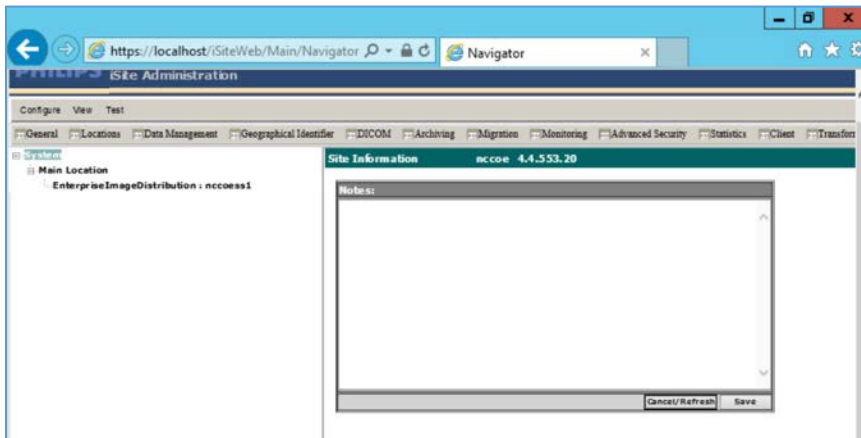 https://localhost/iSiteWeb/Main/Navigator
Navigator
PHILIPS iSite Administration
Configure View Test
General Locations Data Management Geographical Identifier DICOM Archiving Migration Monitoring Advanced Security Statistics Client Transfor
System
Main Location
EnterpriseImageDistribution : nccoess1
Site Information nccoe 4.4.553.20
Notes:
Cancel/Refresh Save